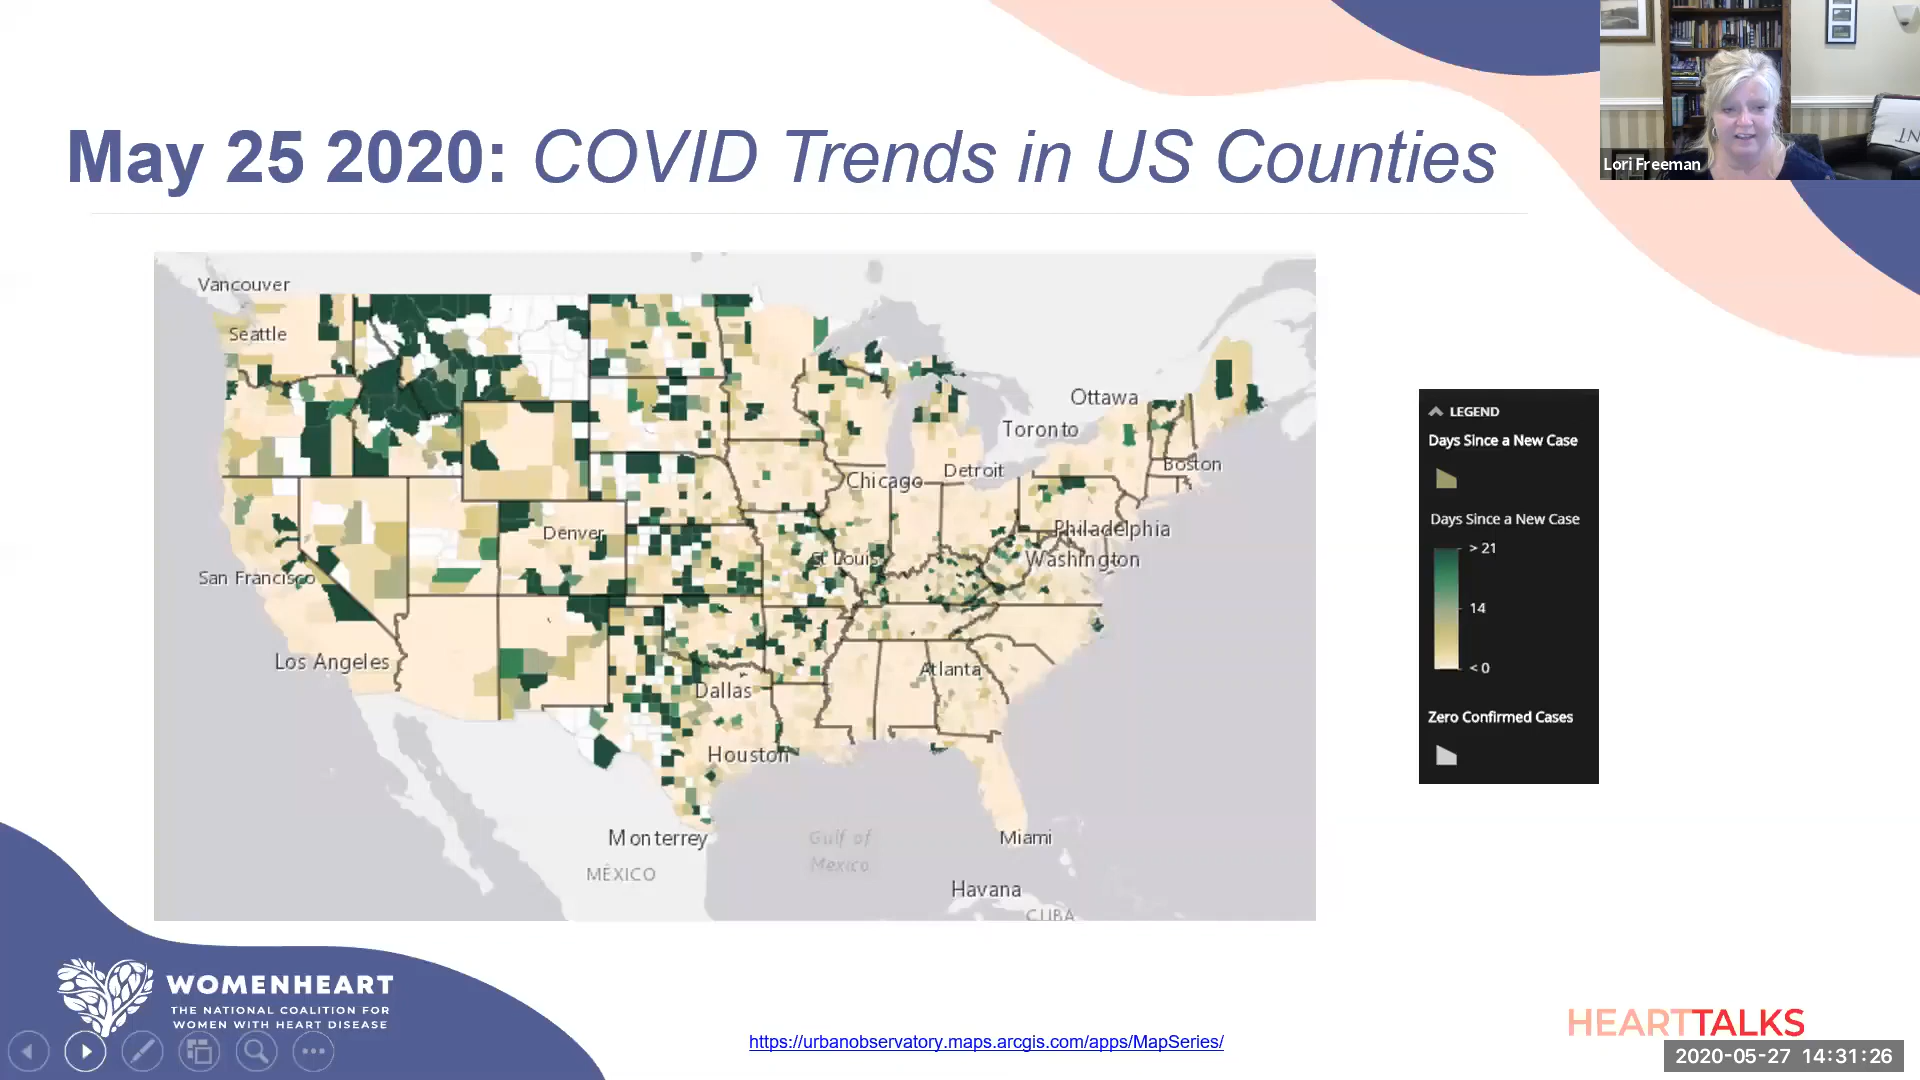 May 25 2020: COVID Trends in US Counties
Lori Freeman
Vancouver
Seattle
Ottawa
Toronto
Boston
Chicago
Detroit
Denver
Philadelphia
St Louis
Washington
San Francisco
Los Angeles
Atlanta
Dallas
Houston
Monterrey
Gulf of
Mexico
Miami
MÉXICO
Havana
CUBA
LEGEND
Days Since a New Case
Days Since a New Case
> 21
14
< 0
Zero Confirmed Cases
WOMENHEART
THE NATIONAL COALITION FOR
WOMEN WITH HEART DISEASE
https://urbanobservatory.maps.arcgis.com/apps/MapSeries/
HEARTTALKS
2020-05-27 14:31:26